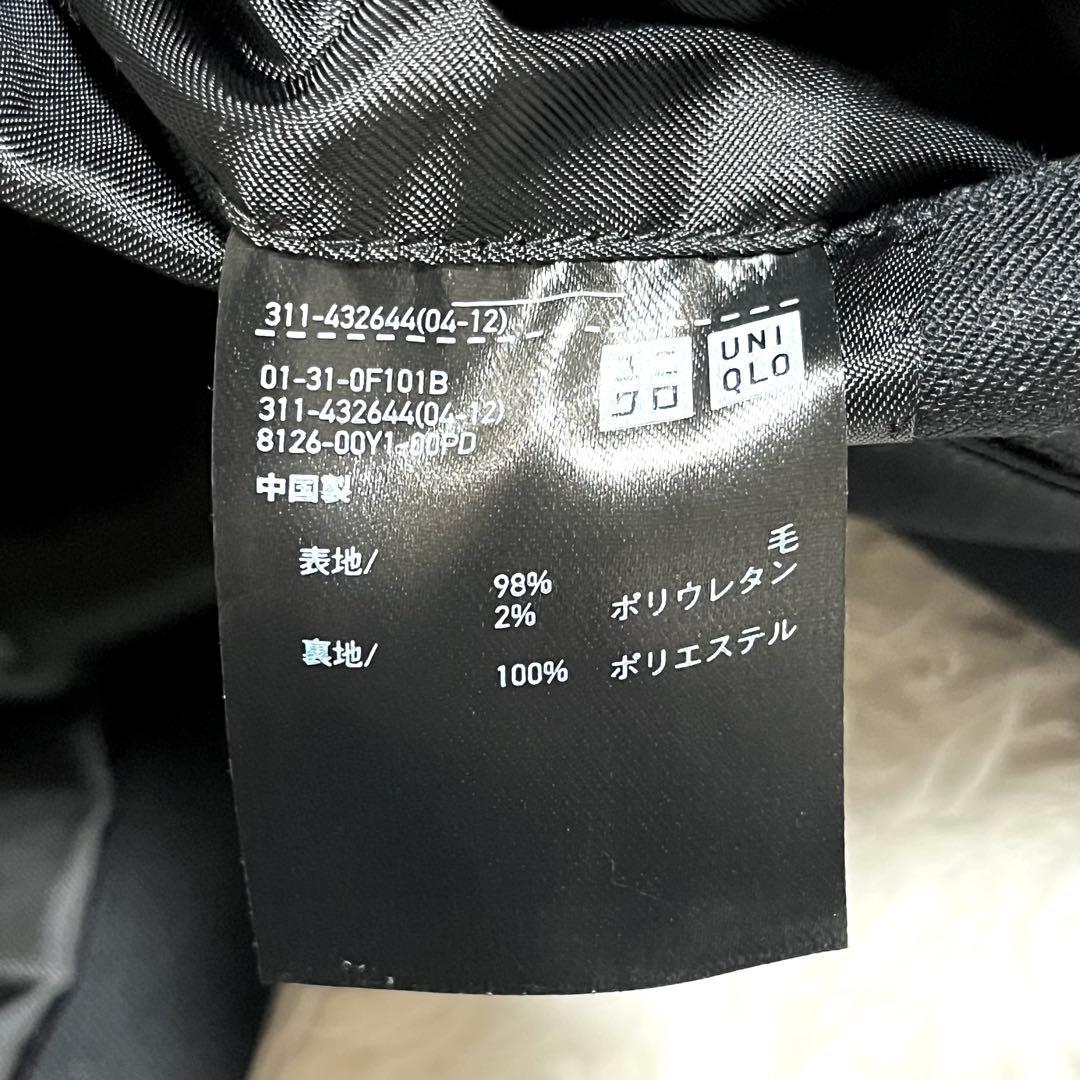 311-432644(04-12)
ユニ
クロ
UNI
QLO
01-31-0F101B
311-432644(04-12)
8126-00Y1-00PD
中国製
表地/
毛
98%
2% ポリウレタン
裏地/
100% ポリエステル